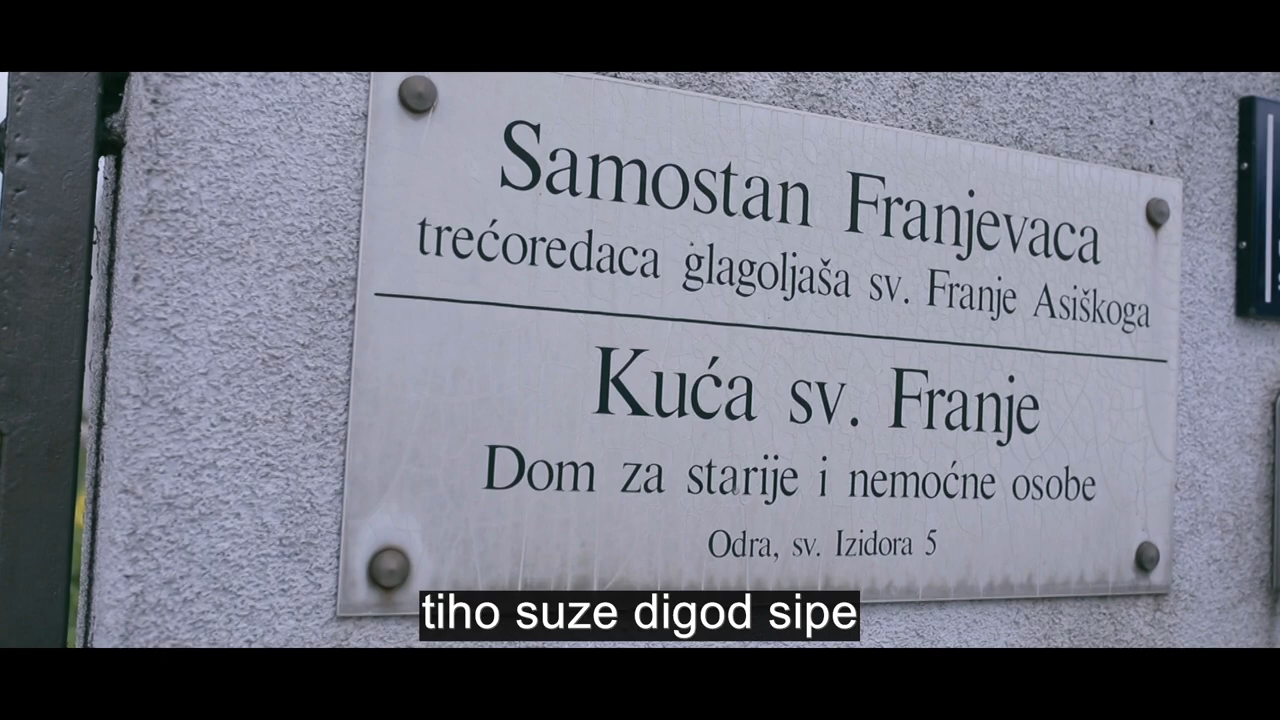 Samostan Franjevaca
trećoredaca glagoljaša sv. Franje Asiškoga
Kuća sv. Franje
Dom za starije i nemoćne osobe
Odra, sv. Izidora 5
tiho suze digod sipe